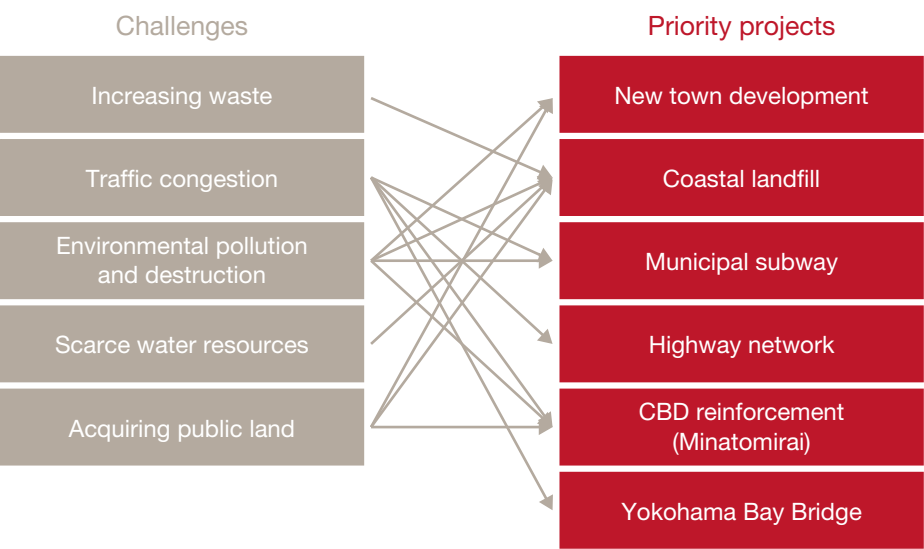 Challenges
Increasing waste
Traffic congestion
Environmental pollution
and destruction
Scarce water resources
Acquiring public land
Priority projects
New town development
Coastal landfill
Municipal subway
Highway network
CBD reinforcement
(Minatomirai)
Yokohama Bay Bridge